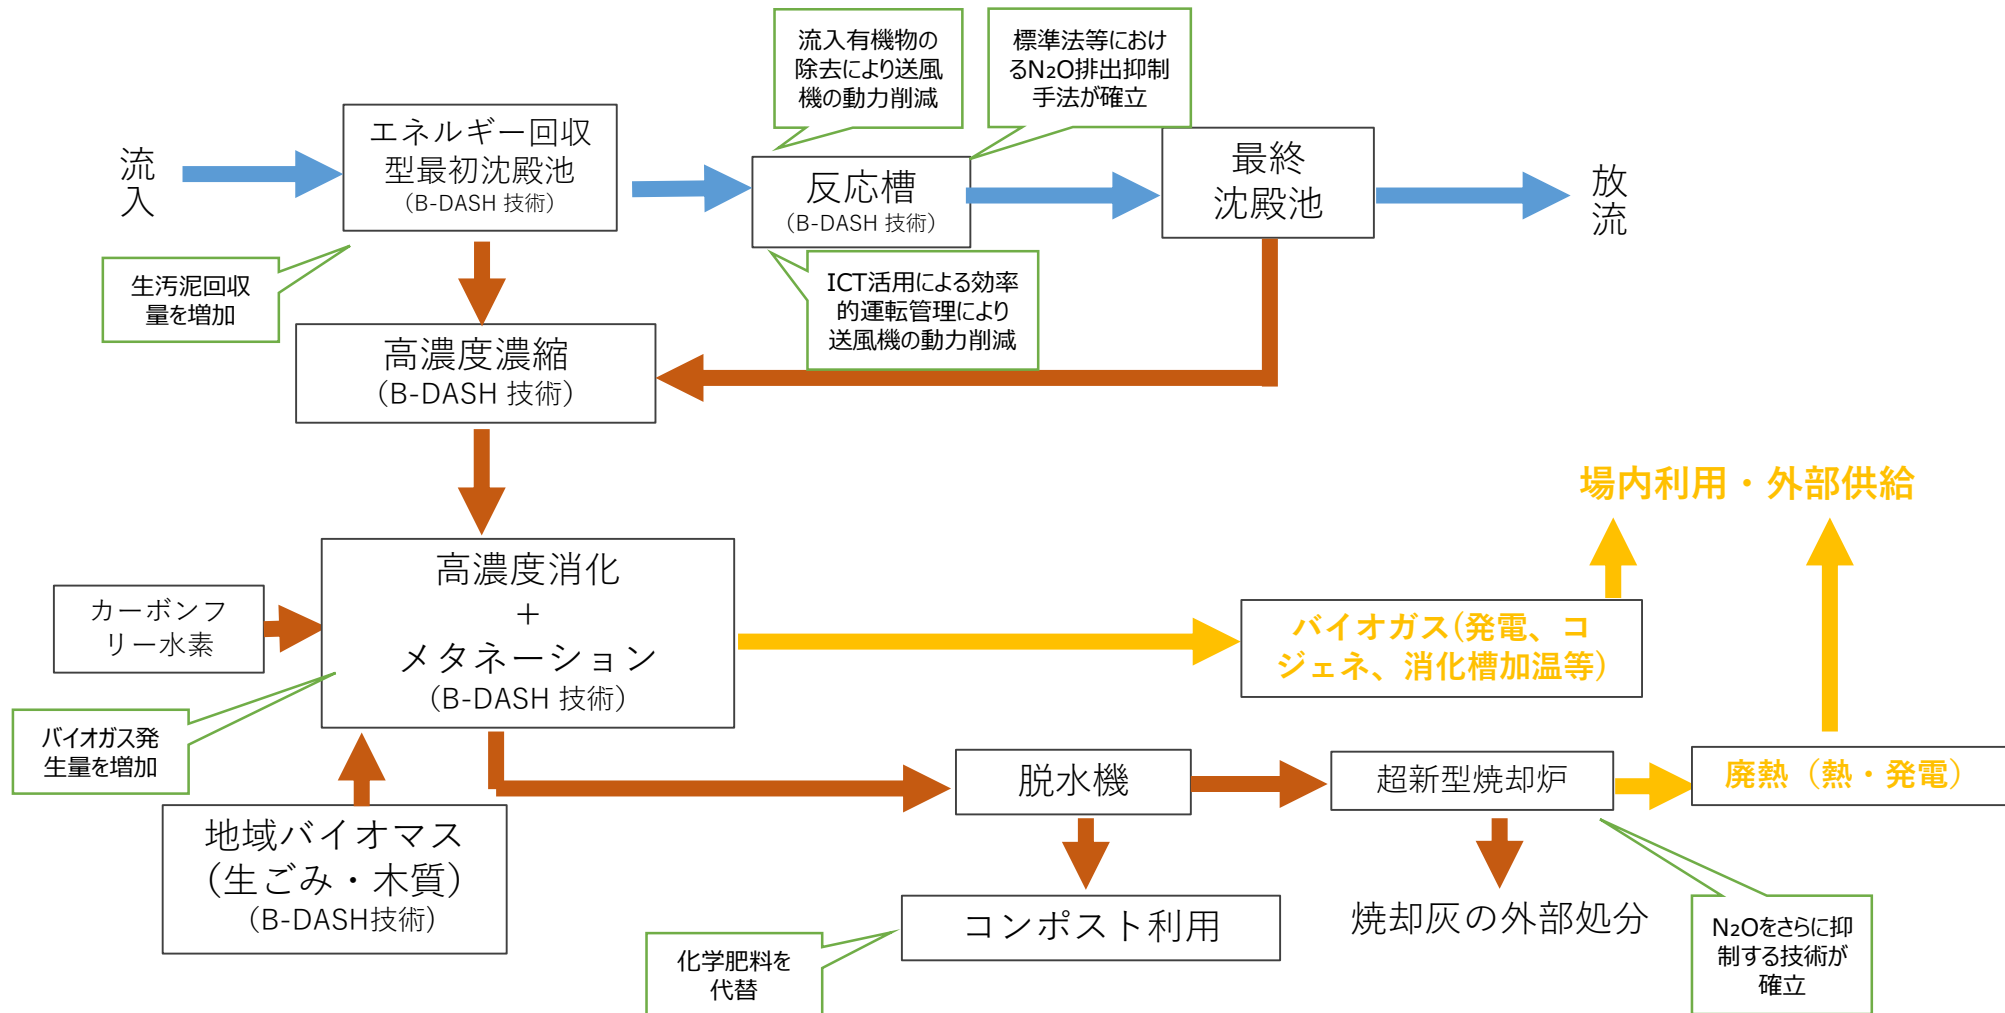 流入有機物の
除去により送風
機の動力削減
標準法等におけ
るN₂O排出抑制
手法が確立
流
入
エネルギー回収
型最初沈殿池
（B-DASH 技術）
反応槽
（B-DASH 技術）
最終
沈殿池
放
流
生汚泥回収
量を増加
ICT活用による効率
的運転管理により
送風機の動力削減
高濃度濃縮
（B-DASH 技術）
場内利用・外部供給
カーボンフ
リー水素
高濃度消化
+
メタネーション
（B-DASH 技術）
バイオガス(発電、コ
ジェネ、消化槽加温等）
バイオガス発
生量を増加
脱水機
超新型焼却炉
廃熱（熱・発電）
地域バイオマス
（生ごみ・木質）
（B-DASH技術）
コンポスト利用
焼却灰の外部処分
化学肥料を
代替
N₂Oをさらに抑
制する技術が
確立